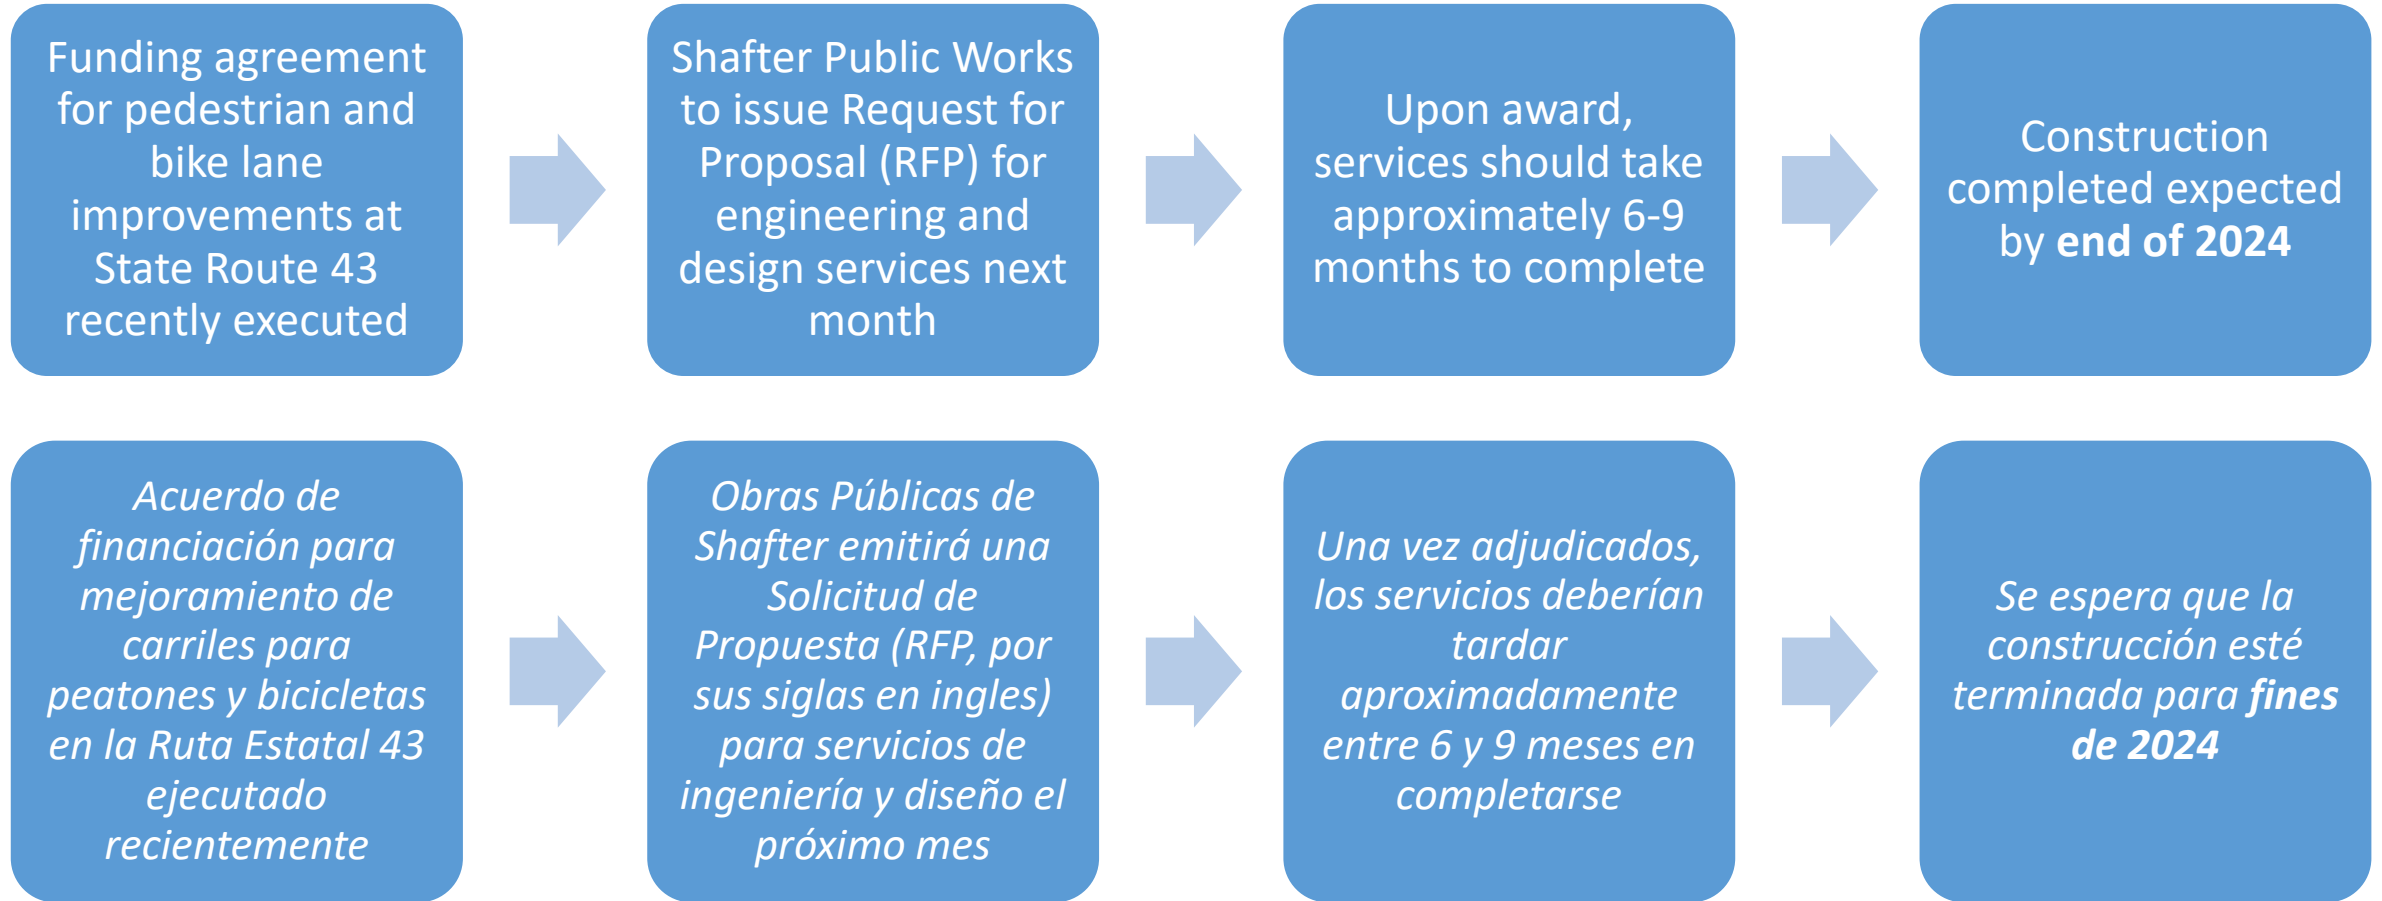 Funding agreement
for pedestrian and
bike lane
improvements at
State Route 43
recently executed
Shafter Public Works
to issue Request for
Proposal (RFP) for
engineering and
design services next
month
Upon award,
services should take
approximately 6-9
months to complete
Construction
completed expected
by end of 2024
Acuerdo de
financiación para
mejoramiento de
carriles para
peatones y bicicletas
en la Ruta Estatal 43
ejecutado
recientemente
Obras Públicas de
Shafter emitirá una
Solicitud de
Propuesta (RFP, por
sus siglas en ingles)
para servicios de
ingeniería y diseño el
próximo mes
Una vez adjudicados,
los servicios deberían
tardar
aproximadamente
entre 6 y 9 meses en
completarse
Se espera que la
construcción esté
terminada para fines
de 2024